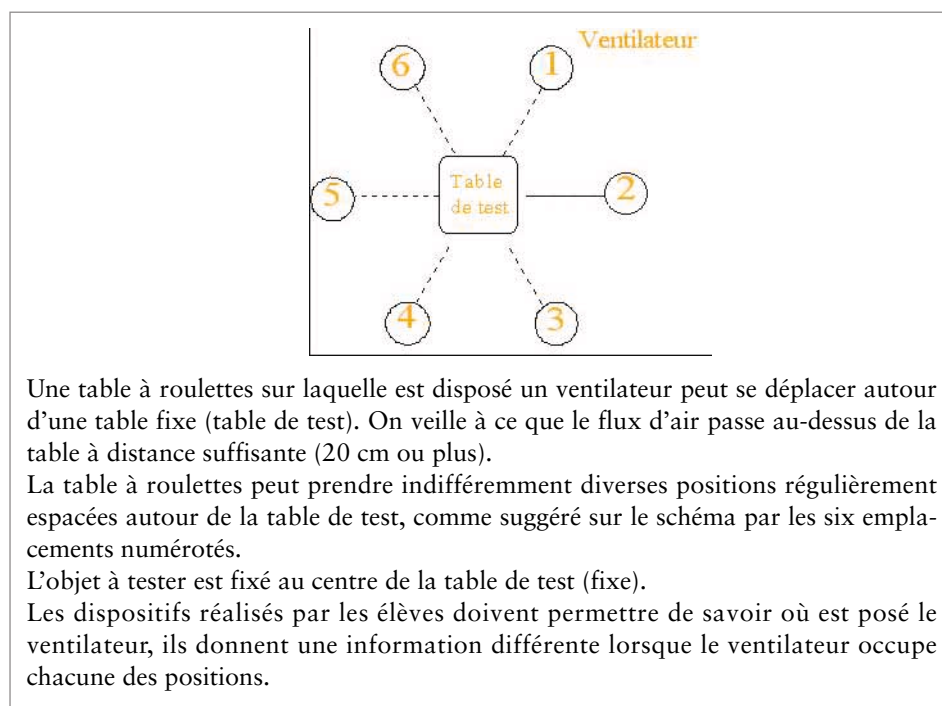 Ventilateur
6
1
Table
de test
5
2
4
3
Une table à roulettes sur laquelle est disposé un ventilateur peut se déplacer autour
d'une table fixe (table de test). On veille à ce que le flux d'air passe au-dessus de la
table à distance suffisante (20 cm ou plus).
La table à roulettes peut prendre indifféremment diverses positions régulièrement
espacées autour de la table de test, comme suggéré sur le schéma par les six empla-
cements numérotés.
L'objet à tester est fixé au centre de la table de test (fixe).
Les dispositifs réalisés par les élèves doivent permettre de savoir où est posé le
ventilateur, ils donnent une information différente lorsque le ventilateur occupe
chacune des positions.